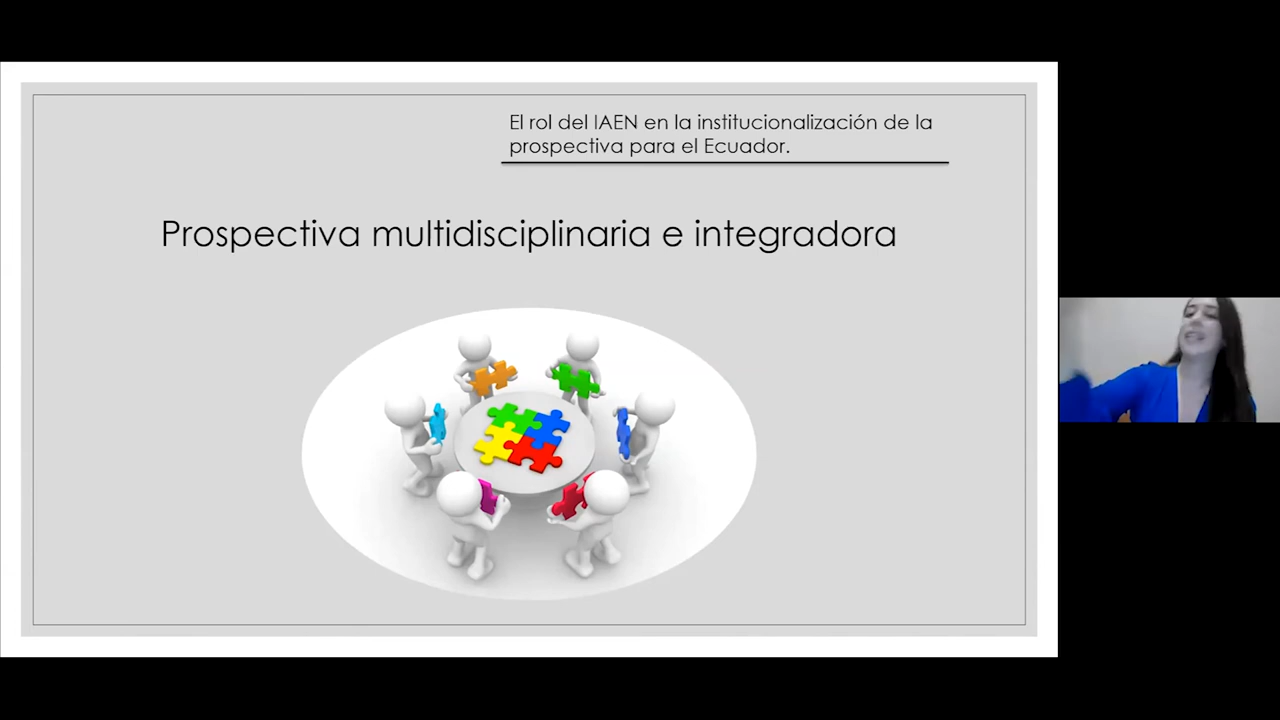 El rol del IAEN en la institucionalización de la
prospectiva para el Ecuador.
Prospectiva multidisciplinaria e integradora